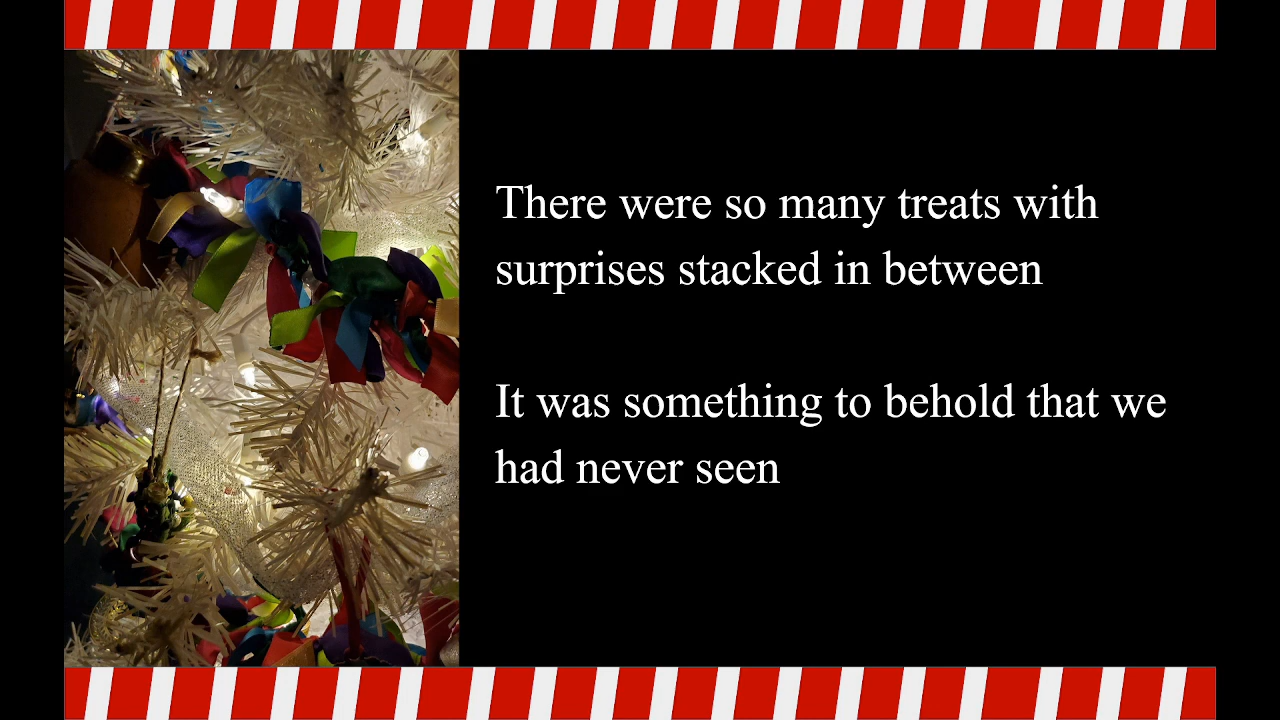 There were so many treats with
surprises stacked in between
It was something to behold that we
had never seen